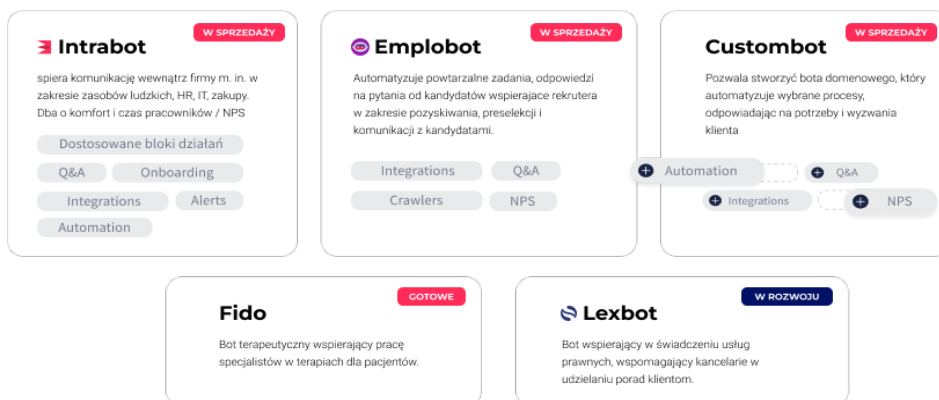 W SPRZEDAŻY
Intrabot
spiera komunikację wewnątrz firmy m. in. w
zakresie zasobów ludzkich, HR, IT, zakupy.
Dba o komfort i czas pracowników / NPS
Dostosowane bloki działań
Q&A Onboarding
Integrations Alerts
Automation
W SPRZEDAŻY
Emplobot
Automatyzuje powtarzalne zadania, odpowiedzi
na pytania od kandydatów wspierajace rekrutera
w zakresie pozyskiwania, preselekcji i
komunikacji z kandydatami.
Integrations Q&A
Crawlers NPS
W SPRZEDAŻY
Custombot
Pozwala stworzyć bota domenowego, który
automatyzuje wybrane procesy,
odpowiadając na potrzeby i wyzwania
klienta
Automation Q&A
Integrations NPS
GOTOWE
Fido
Bot terapeutyczny wspierający pracę
specjalistów w terapiach dla pacjentów.
W ROZWOJU
Lexbot
Bot wspierający w świadczeniu usług
prawnych, wspomagający kancelarie w
udzielaniu porad klientom.